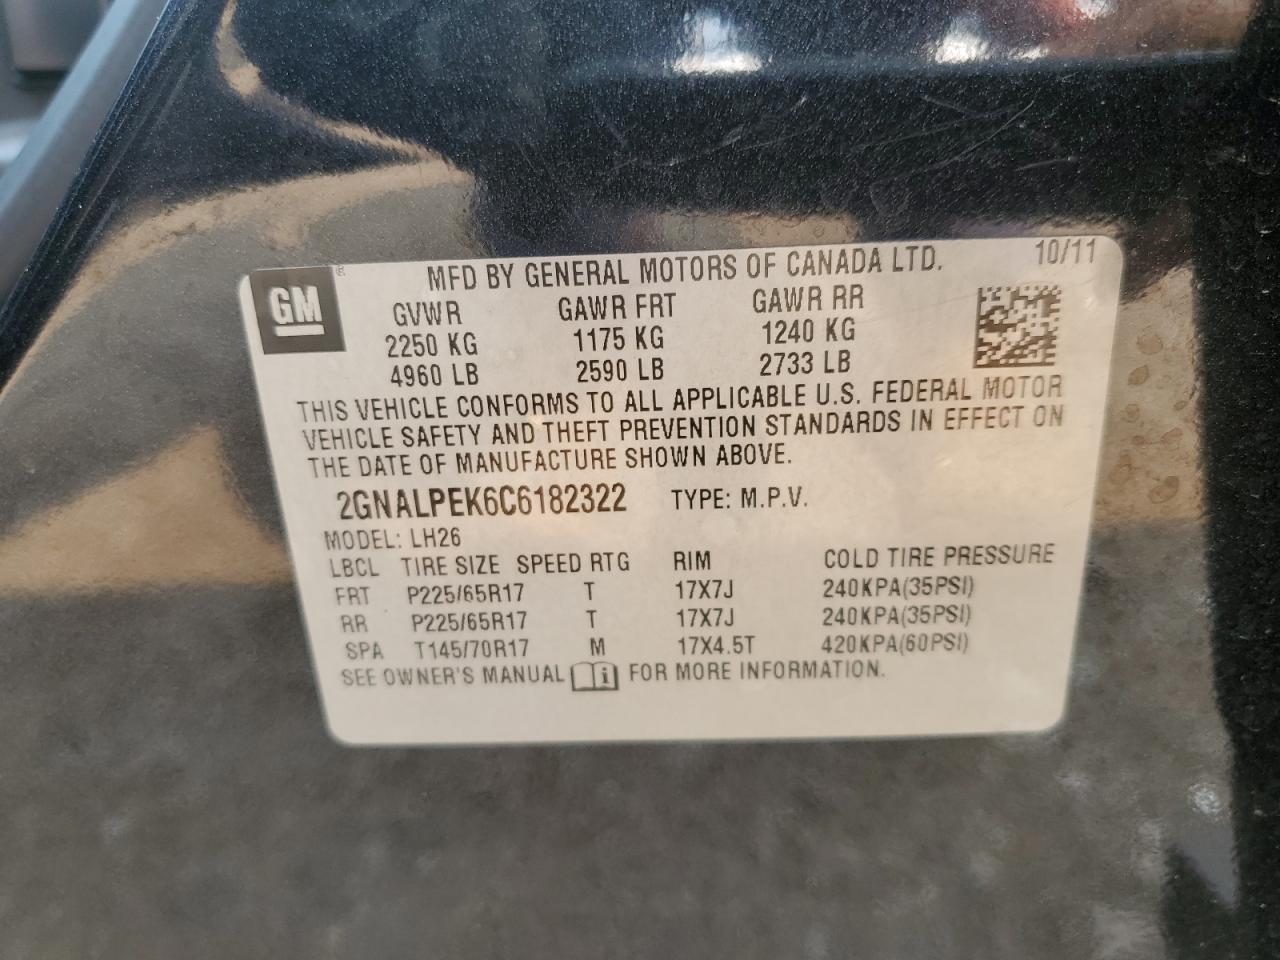 GM ® MFD BY GENERAL MOTORS OF CANADA LTD. 10/11
GVWR GAWR FRT GAWR RR
2250 KG 1175 KG 1240 KG
4960 LB 2590 LB 2733 LB
THIS VEHICLE CONFORMS TO ALL APPLICABLE U.S. FEDERAL MOTOR
VEHICLE SAFETY AND THEFT PREVENTION STANDARDS IN EFFECT ON
THE DATE OF MANUFACTURE SHOWN ABOVE.
2GNALPEK6C6182322 TYPE: M.P.V.
MODEL: LH26
LBCL TIRE SIZE SPEED RTG RIM COLD TIRE PRESSURE
FRT P225/65R17 T 17X7J 240KPA(35PSI)
RR P225/65R17 T 17X7J 240KPA(35PSI)
SPA T145/70R17 M 17X4.5T 420KPA(60PSI)
SEE OWNER'S MANUAL i FOR MORE INFORMATION.